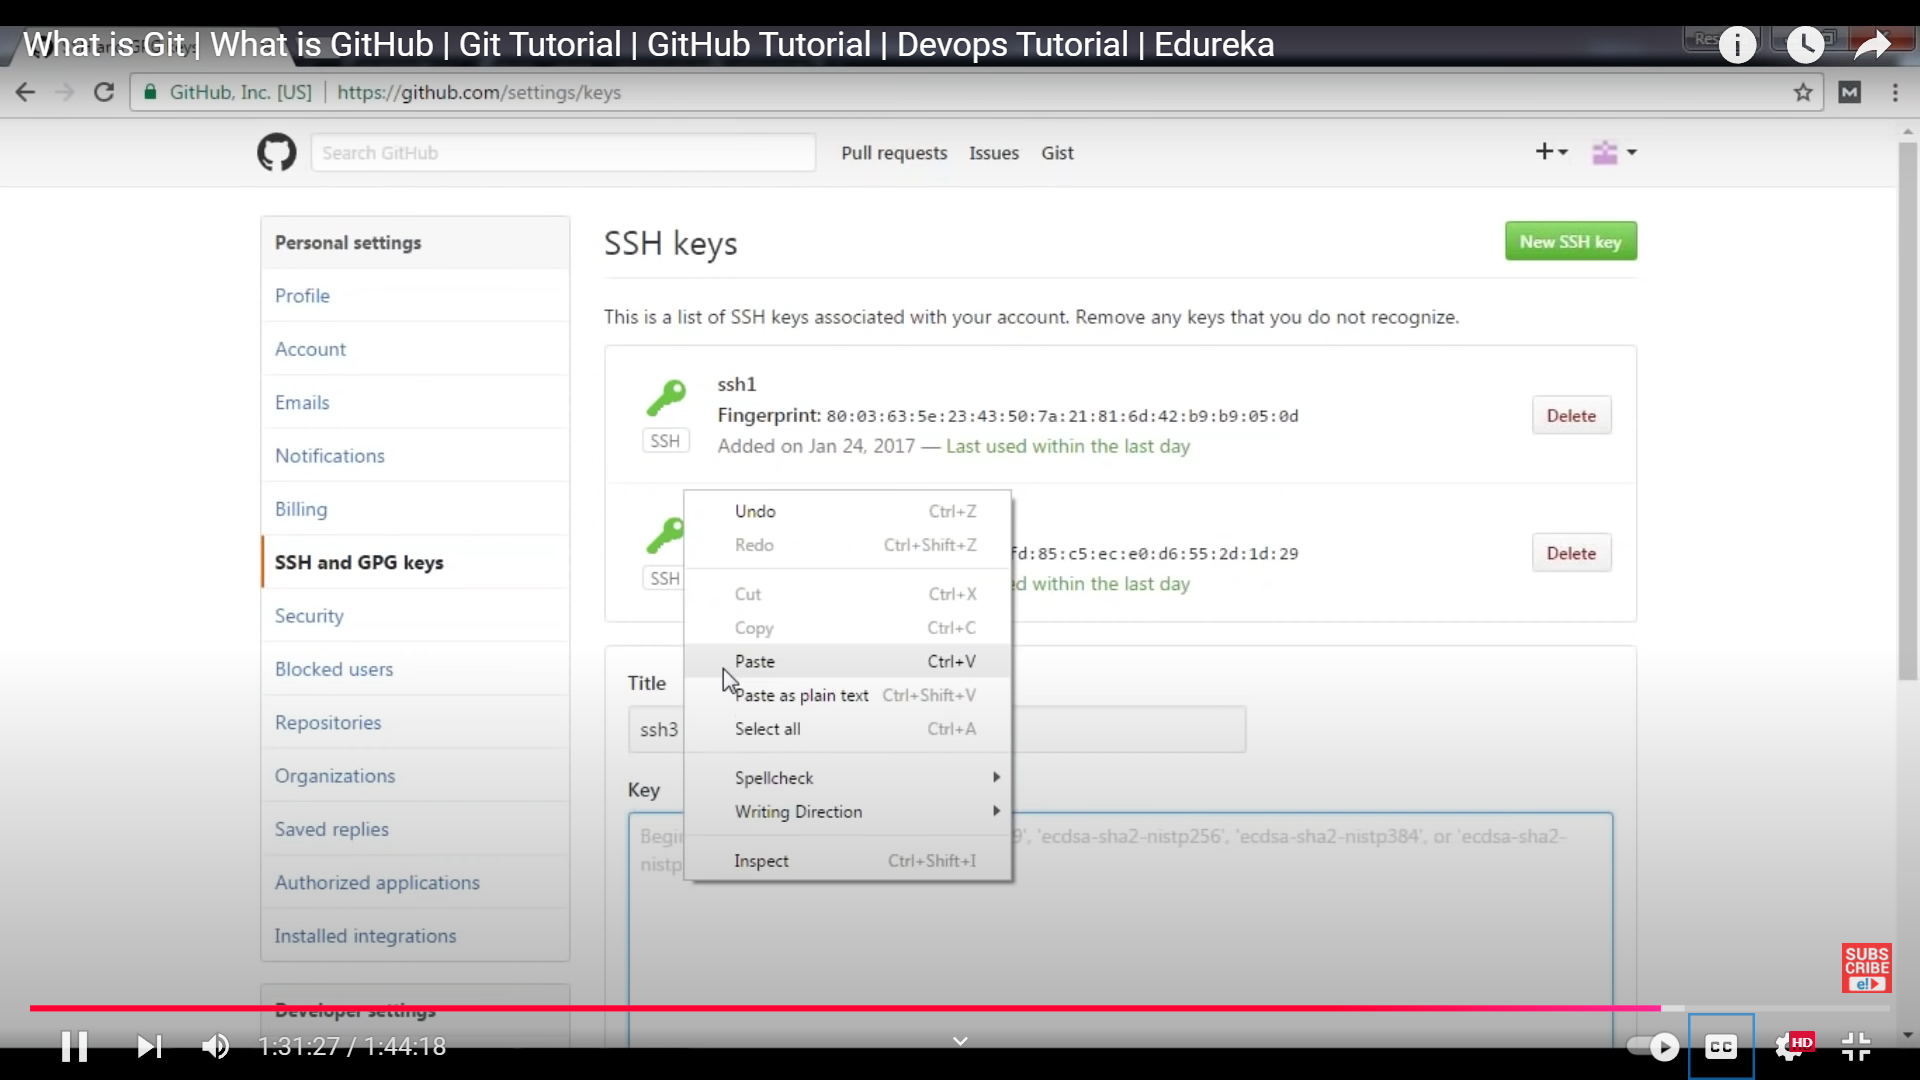 What is Git | What is GitHub | Git Tutorial | GitHub Tutorial | Devops Tutorial | Edureka
GitHub, Inc. [US] https://github.com/settings/keys
Search GitHub
Pull requests Issues Gist
Personal settings
Profile
Account
Emails
Notifications
Billing
SSH and GPG keys
Security
Blocked users
Repositories
Organizations
Saved replies
Authorized applications
Installed integrations
Developer settings
SSH keys
New SSH key
This is a list of SSH keys associated with your account. Remove any keys that you do not recognize.
ssh1
Fingerprint: 80:03:63:5e:23:43:50:7a:21:81:6d:42:b9:b9:05:0d
SSH
Added on Jan 24, 2017 — Last used within the last day
Delete
fd:85:c5:ec:e0:d6:55:2d:1d:29
SSH
within the last day
Delete
Undo Ctrl+Z
Redo Ctrl+Shift+Z
Cut Ctrl+X
Copy Ctrl+C
Paste Ctrl+V
Paste as plain text Ctrl+Shift+V
Select all Ctrl+A
Spellcheck
Writing Direction
Inspect Ctrl+Shift+I
Title
ssh3
Key
'ecdsa-sha2-nistp256', 'ecdsa-sha2-nistp384', or 'ecdsa-sha2-
SUBS
CRIBE
e!
1:31:27 / 1:44:18
CC
HD